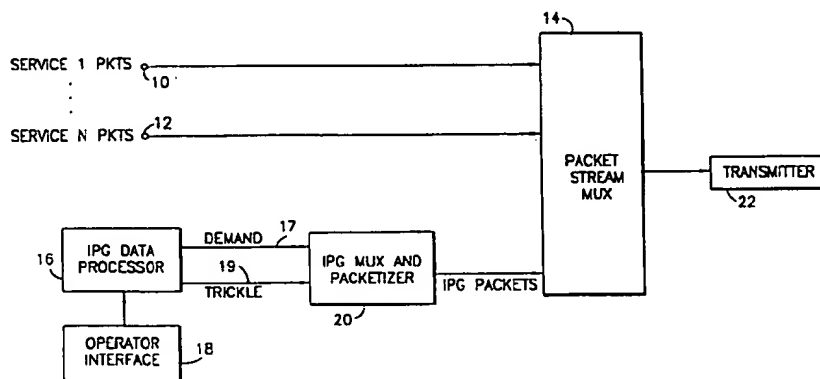 14
SERVICE 1 PKTS
10
SERVICE N PKTS
12
PACKET
STREAM
MUX
TRANSMITTER
22
IPG DATA
PROCESSOR
16
DEMAND
17
19
TRICKLE
IPG MUX AND
PACKETIZER
20
IPG PACKETS
OPERATOR
INTERFACE
18